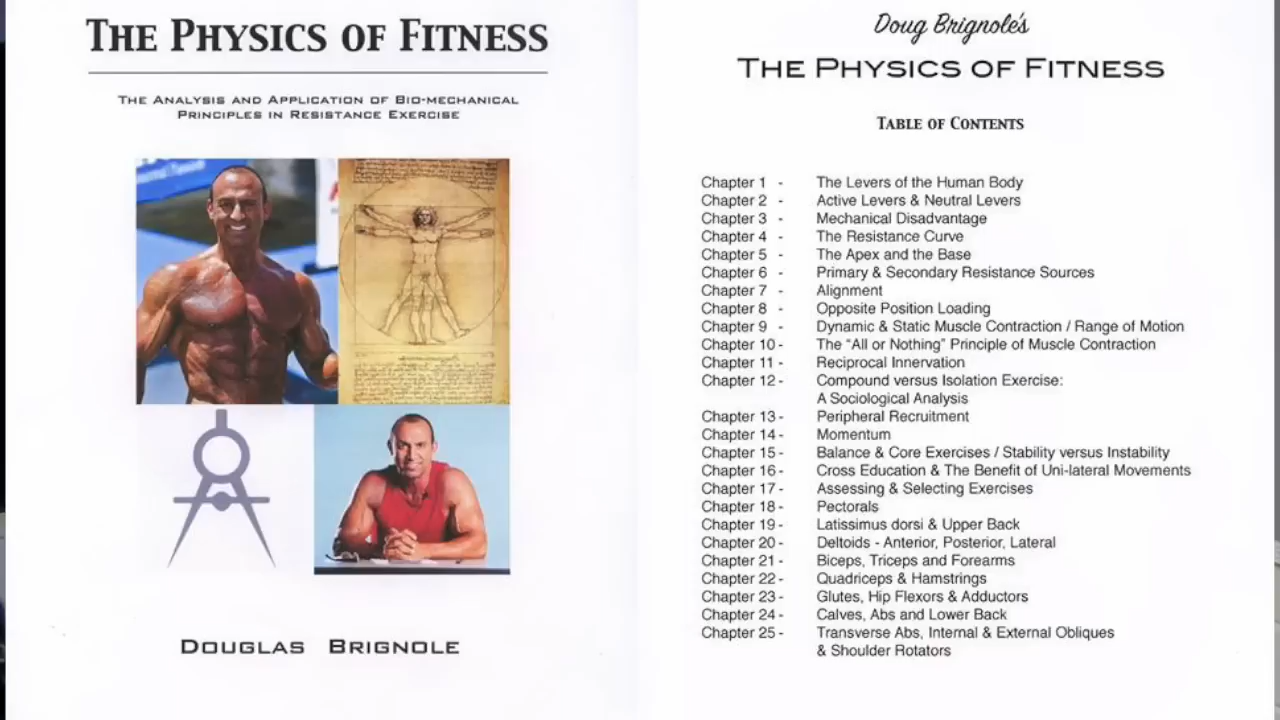 THE PHYSICS OF FITNESS
THE ANALYSIS AND APPLICATION OF BIO-MECHANICAL
PRINCIPLES IN RESISTANCE EXERCISE
DOUGLAS BRIGNOLE
Doug Brignole's
THE PHYSICS OF FITNESS
TABLE OF CONTENTS
Chapter 1 - The Levers of the Human Body
Chapter 2 - Active Levers & Neutral Levers
Chapter 3 - Mechanical Disadvantage
Chapter 4 - The Resistance Curve
Chapter 5 - The Apex and the Base
Chapter 6 - Primary & Secondary Resistance Sources
Chapter 7 - Alignment
Chapter 8 - Opposite Position Loading
Chapter 9 - Dynamic & Static Muscle Contraction / Range of Motion
Chapter 10 - The “All or Nothing” Principle of Muscle Contraction
Chapter 11 - Reciprocal Innervation
Chapter 12 - Compound versus Isolation Exercise:
A Sociological Analysis
Chapter 13 - Peripheral Recruitment
Chapter 14 - Momentum
Chapter 15 - Balance & Core Exercises / Stability versus Instability
Chapter 16 - Cross Education & The Benefit of Uni-lateral Movements
Chapter 17 - Assessing & Selecting Exercises
Chapter 18 - Pectorals
Chapter 19 - Latissimus dorsi & Upper Back
Chapter 20 - Deltoids - Anterior, Posterior, Lateral
Chapter 21 - Biceps, Triceps and Forearms
Chapter 22 - Quadriceps & Hamstrings
Chapter 23 - Glutes, Hip Flexors & Adductors
Chapter 24 - Calves, Abs and Lower Back
Chapter 25 - Transverse Abs, Internal & External Obliques
& Shoulder Rotators